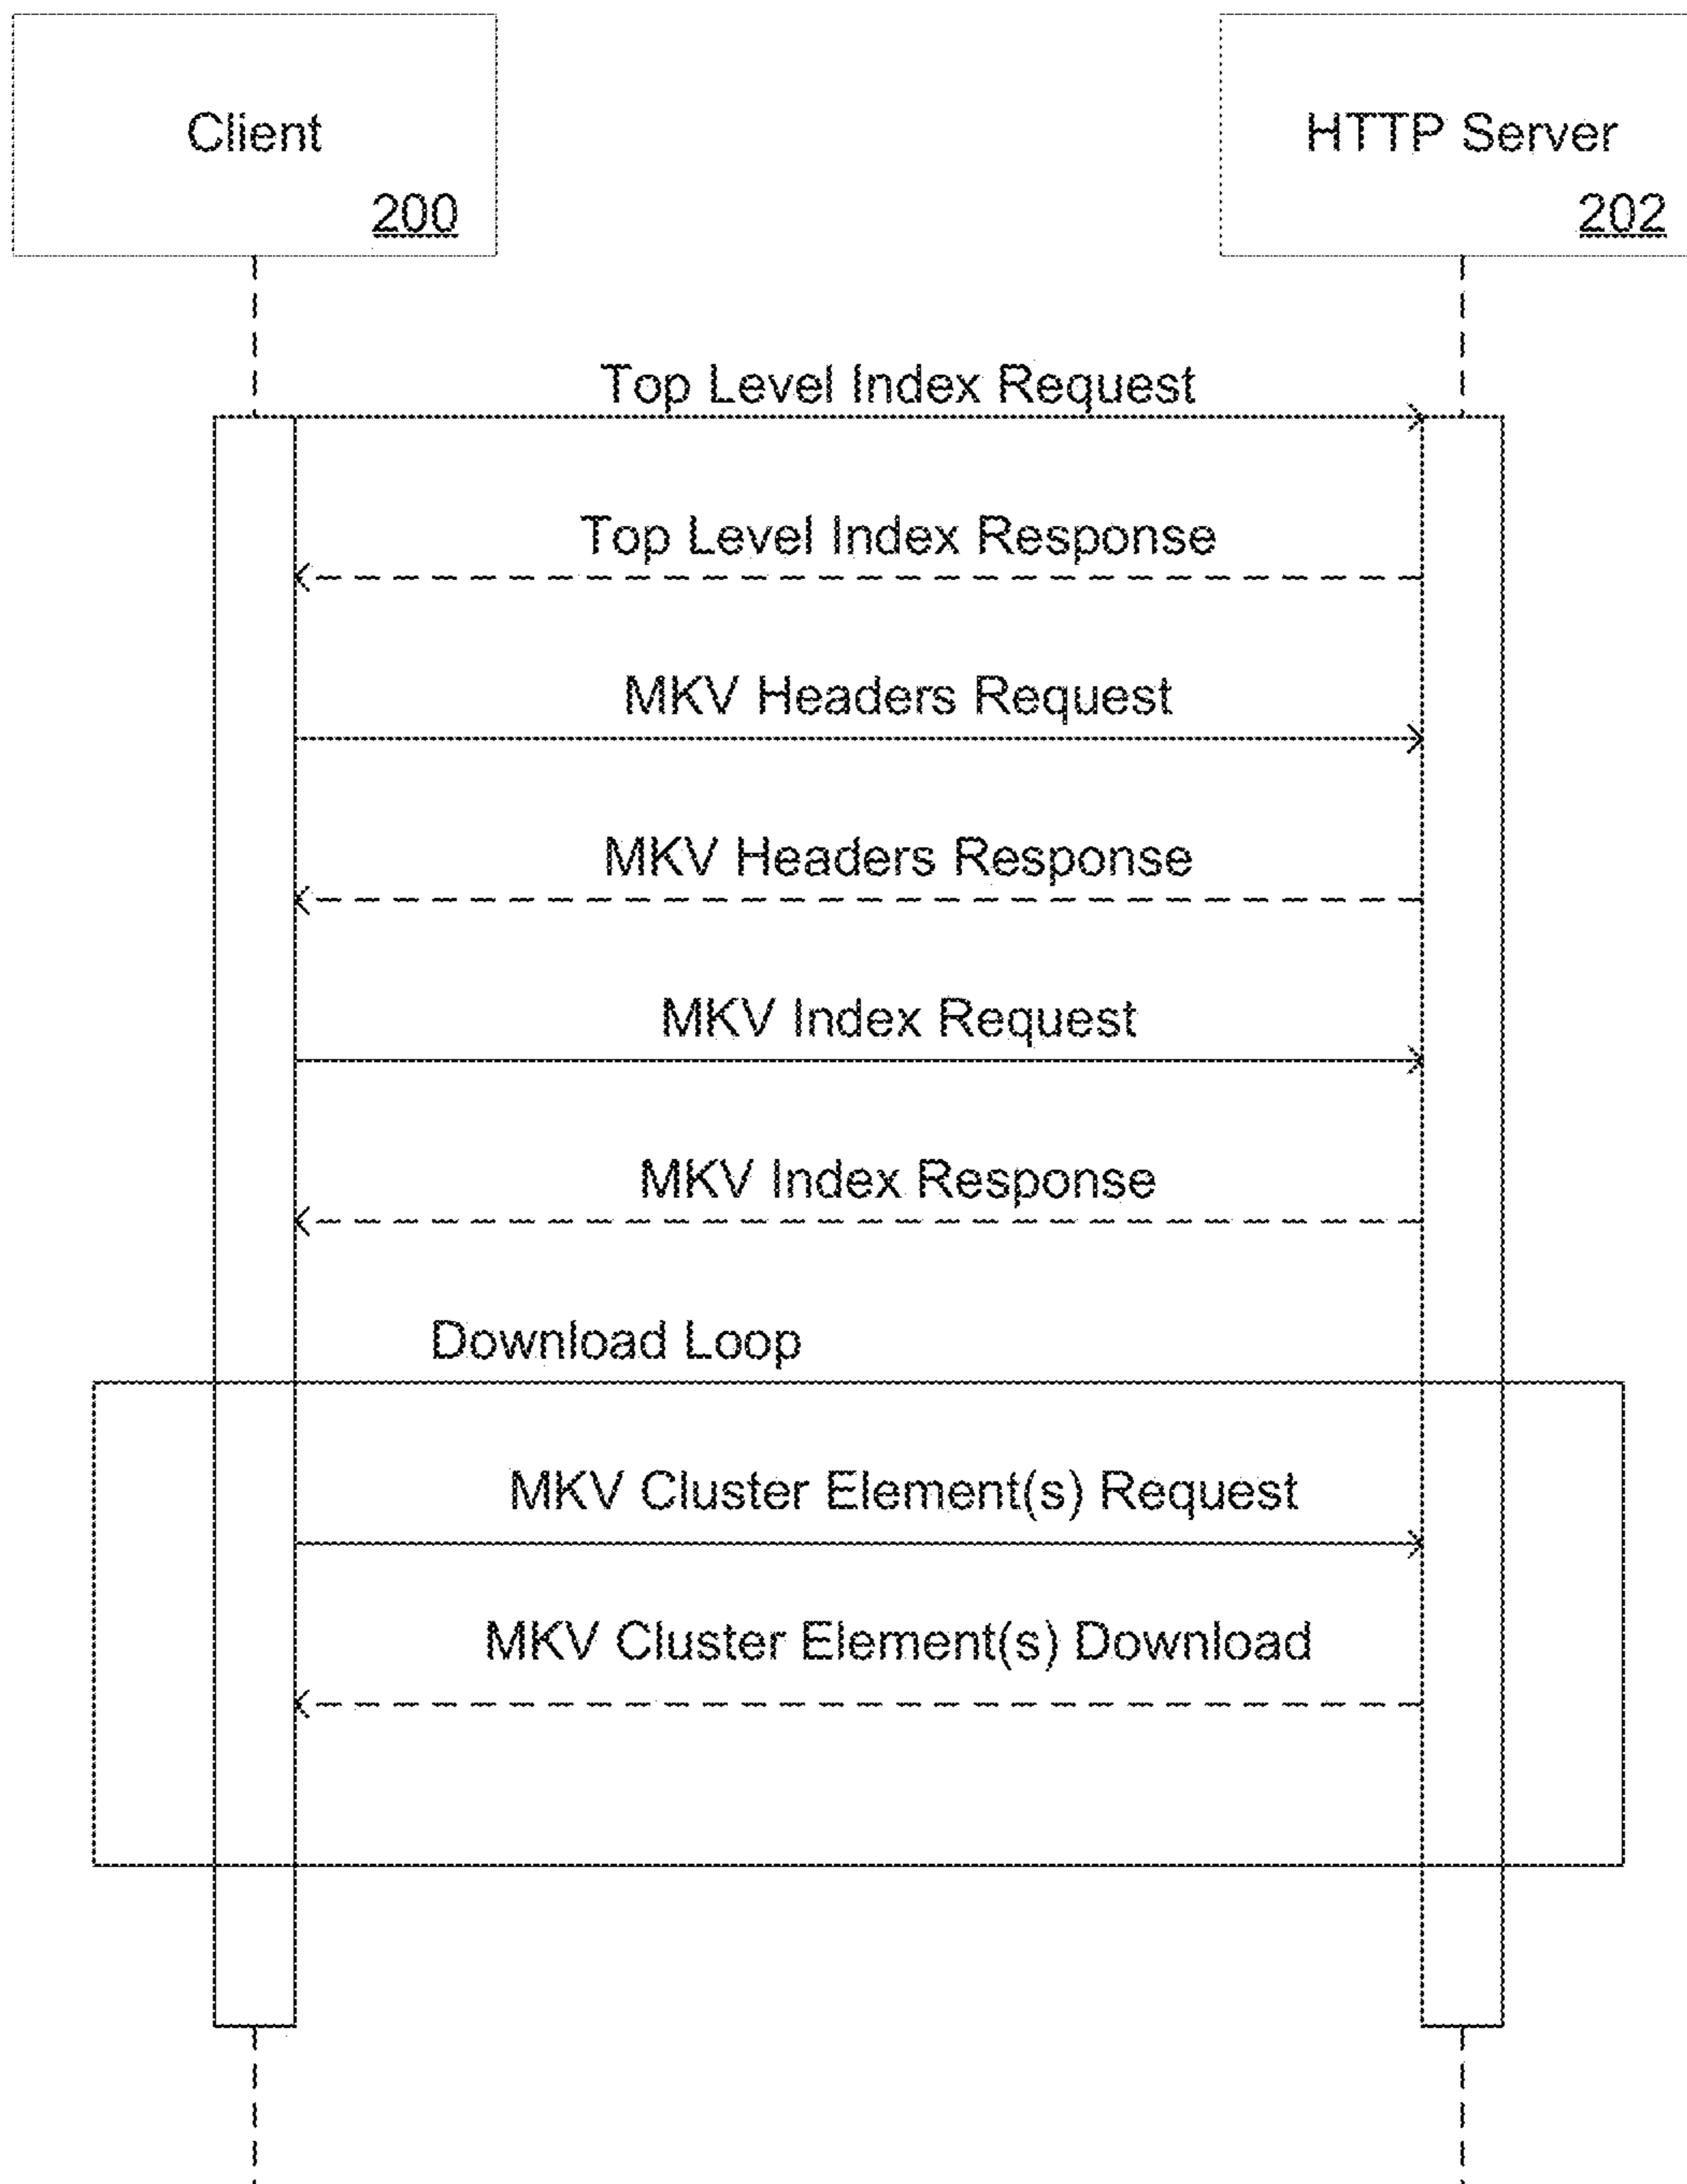 Client
200
HTTP Server
202
Top Level Index Request
Top Level Index Response
MKV Headers Request
MKV Headers Response
MKV Index Request
MKV Index Response
Download Loop
MKV Cluster Element(s) Request
MKV Cluster Element(s) Download